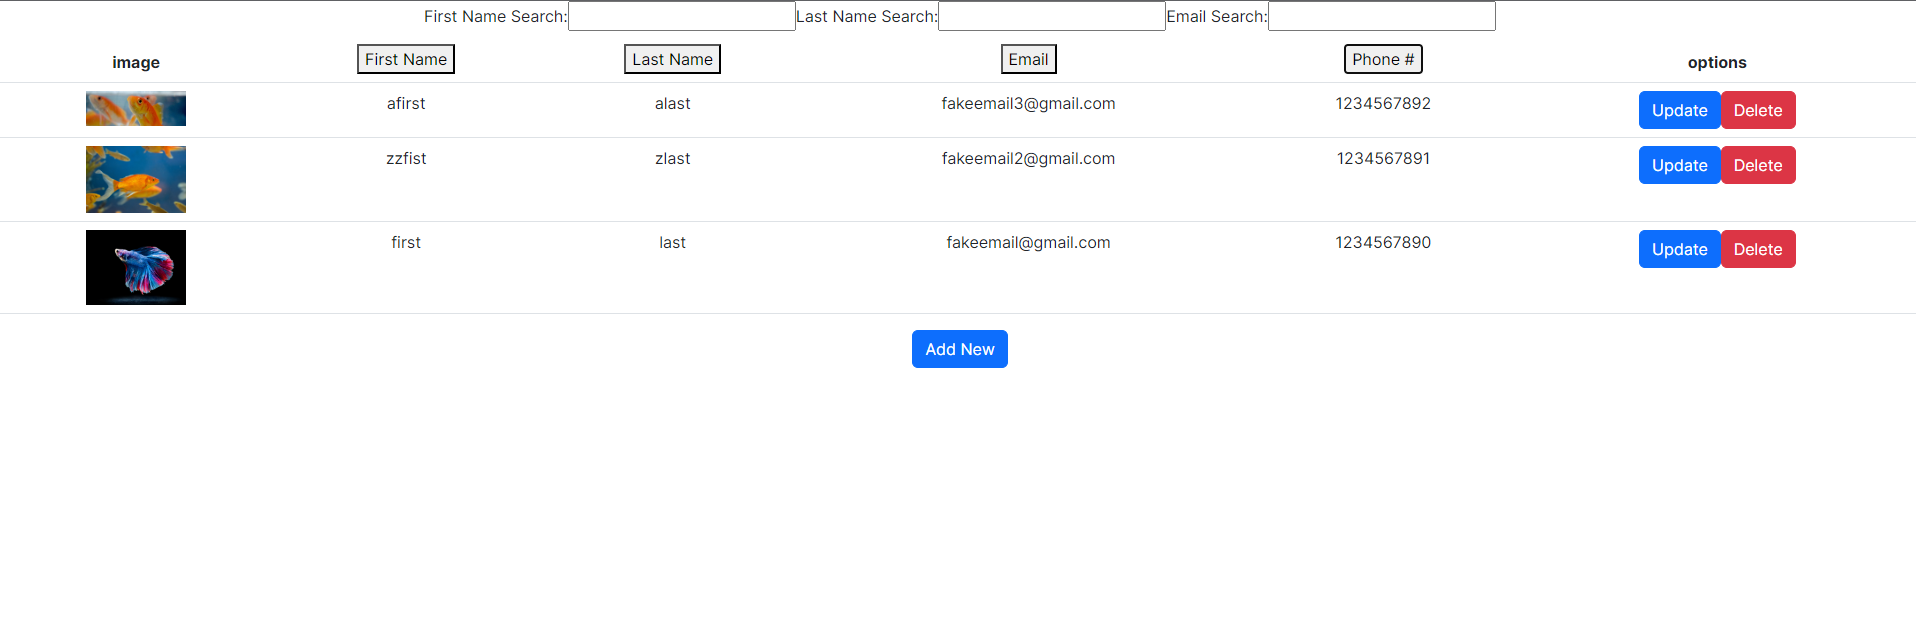 First Name Search: Last Name Search: Email Search:
image First Name Last Name Email Phone # options
afirst alast fakeemail3@gmail.com 1234567892 Update Delete
zzfist zlast fakeemail2@gmail.com 1234567891 Update Delete
first last fakeemail@gmail.com 1234567890 Update Delete
Add New